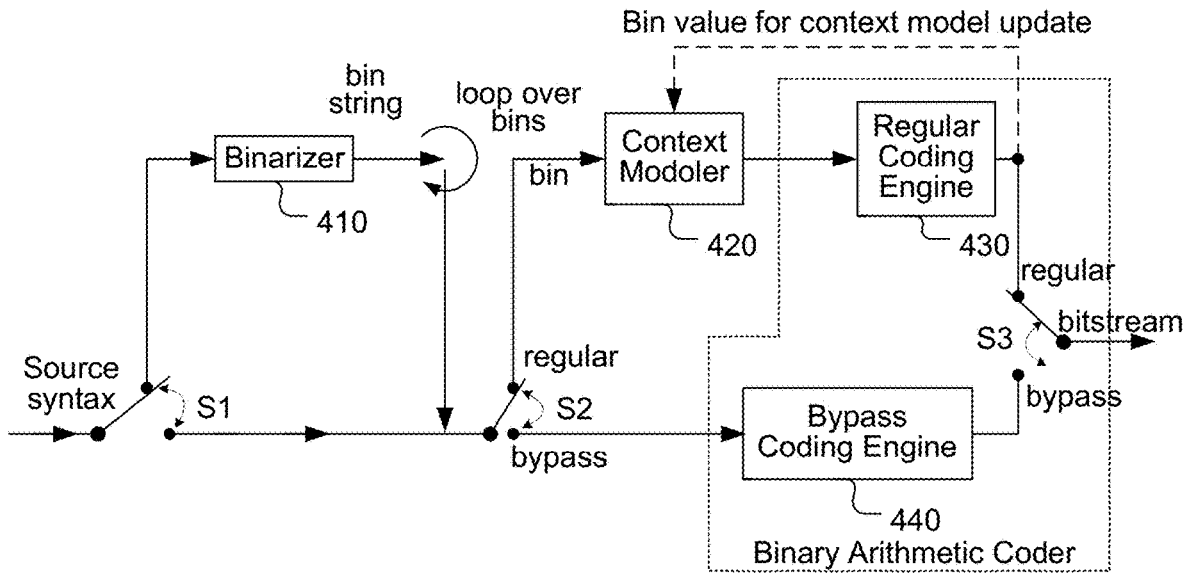 Bin value for context model update
bin
string
loop over
bins
Binarizer
410
bin
Context
Modoler
420
Regular
Coding
Engine
430
regular
S3
bitstream
bypass
Source
syntax
S1
regular
S2
bypass
Bypass
Coding Engine
440
Binary Arithmetic Coder